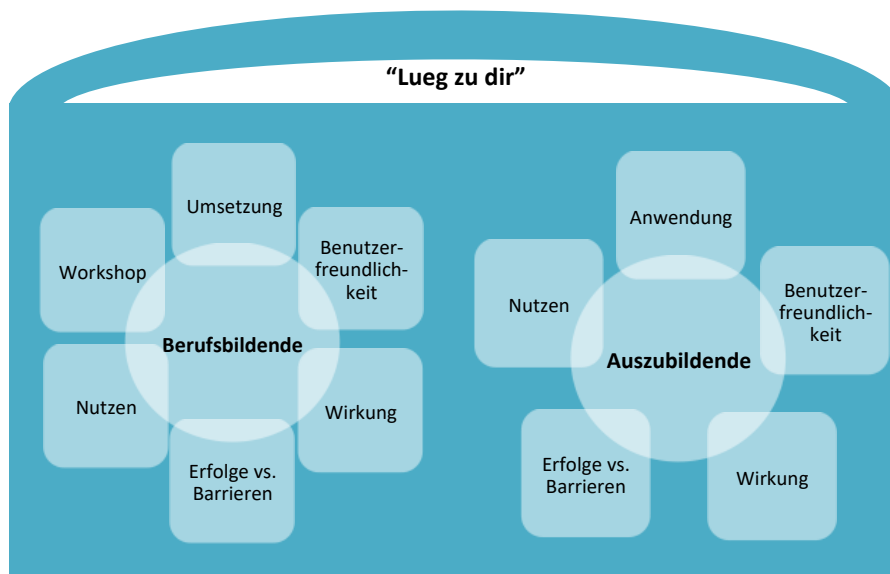 “Lueg zu dir”
Umsetzung
Workshop
Benutzer-
freundlich-
keit
Berufsbildende
Nutzen
Wirkung
Erfolge vs.
Barrieren
Anwendung
Nutzen
Benutzer-
freundlich-
keit
Auszubildende
Erfolge vs.
Barrieren
Wirkung